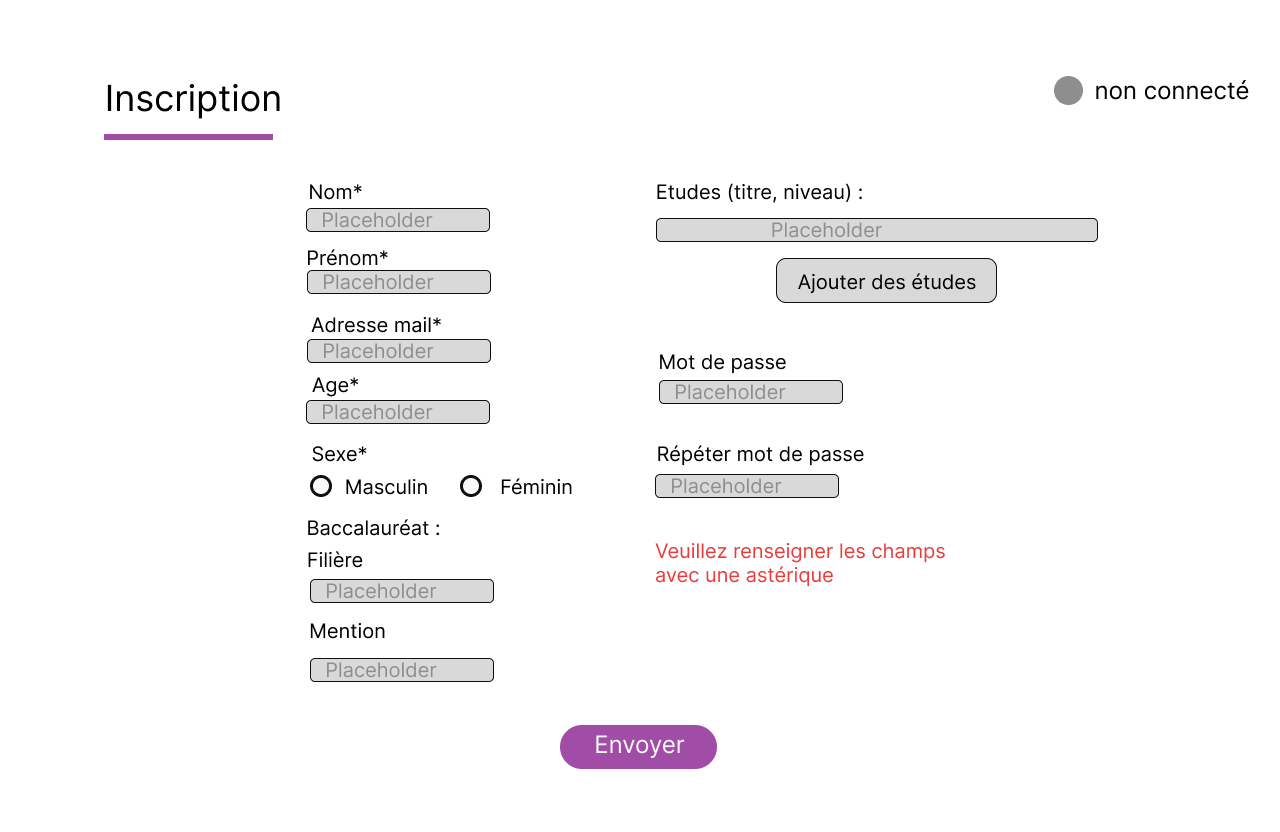 Inscription
non connecté
Nom*
Placeholder
Prénom*
Placeholder
Adresse mail*
Placeholder
Age*
Placeholder
Sexe*
Masculin
Féminin
Baccalauréat :
Filière
Placeholder
Mention
Placeholder
Etudes (titre, niveau) :
Placeholder
Ajouter des études
Mot de passe
Placeholder
Répéter mot de passe
Placeholder
Veuillez renseigner les champs
avec une astérique
Envoyer